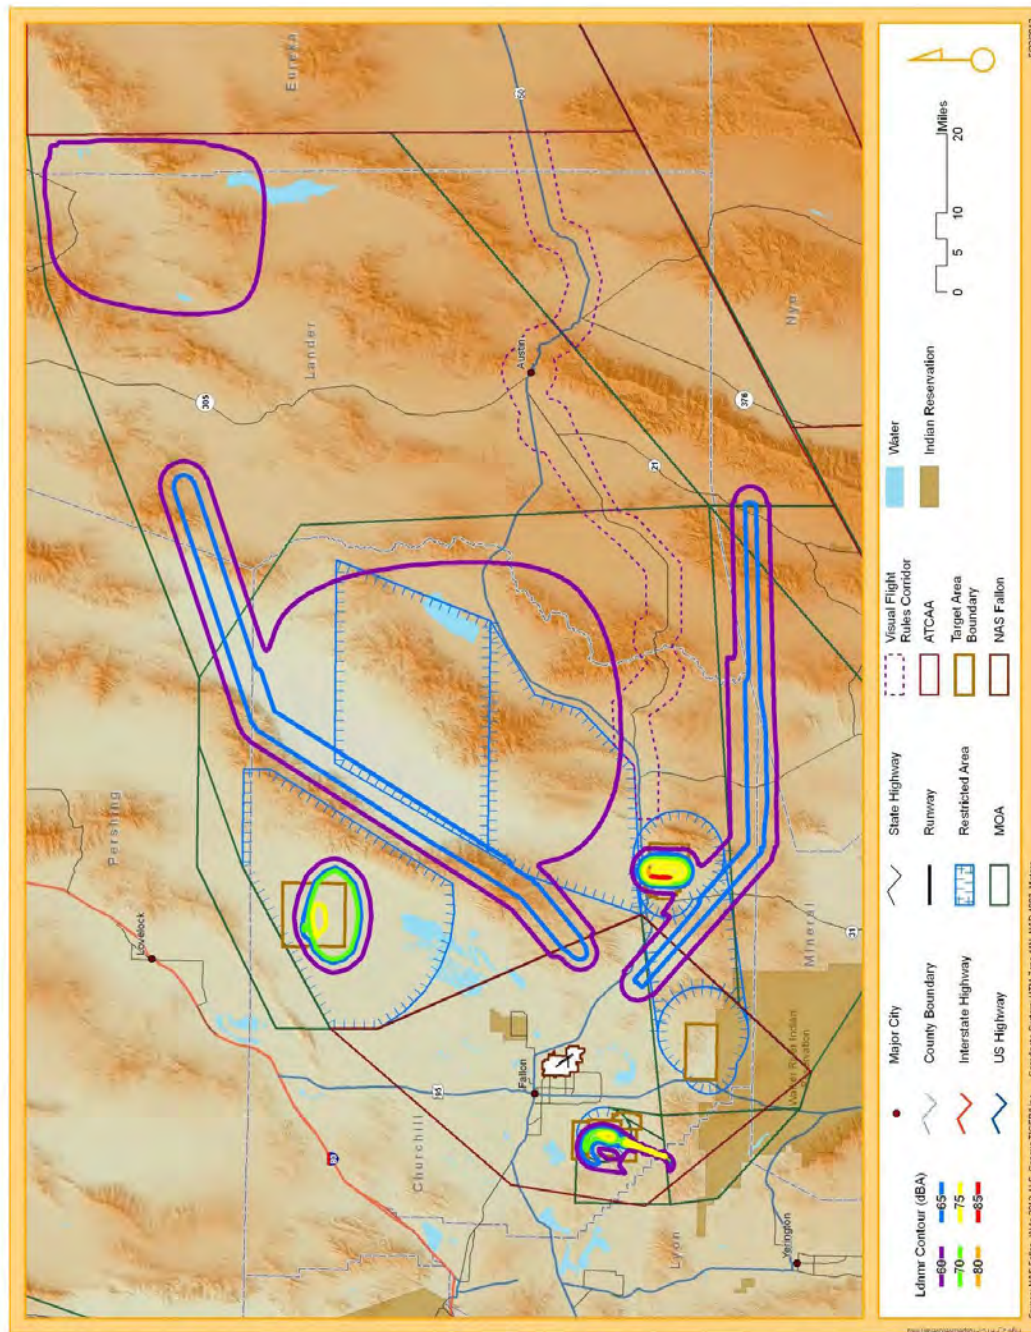 Eureka
50
Lander
Nye
305
Austin
376
21
Pershing
Lovelock
Mineral
31
Fallon
95
Churchill
Walker River Indian
Reservation
Lyon
Yerington
Ldnmr Contour (dBA)
60
65
70
75
80
85
Major City
County Boundary
Interstate Highway
US Highway
State Highway
Runway
Restricted Area
MOA
Visual Flight
Rules Corridor
ATCAA
Target Area
Boundary
NAS Fallon
Water
Indian Reservation
0
5
10
20
Miles